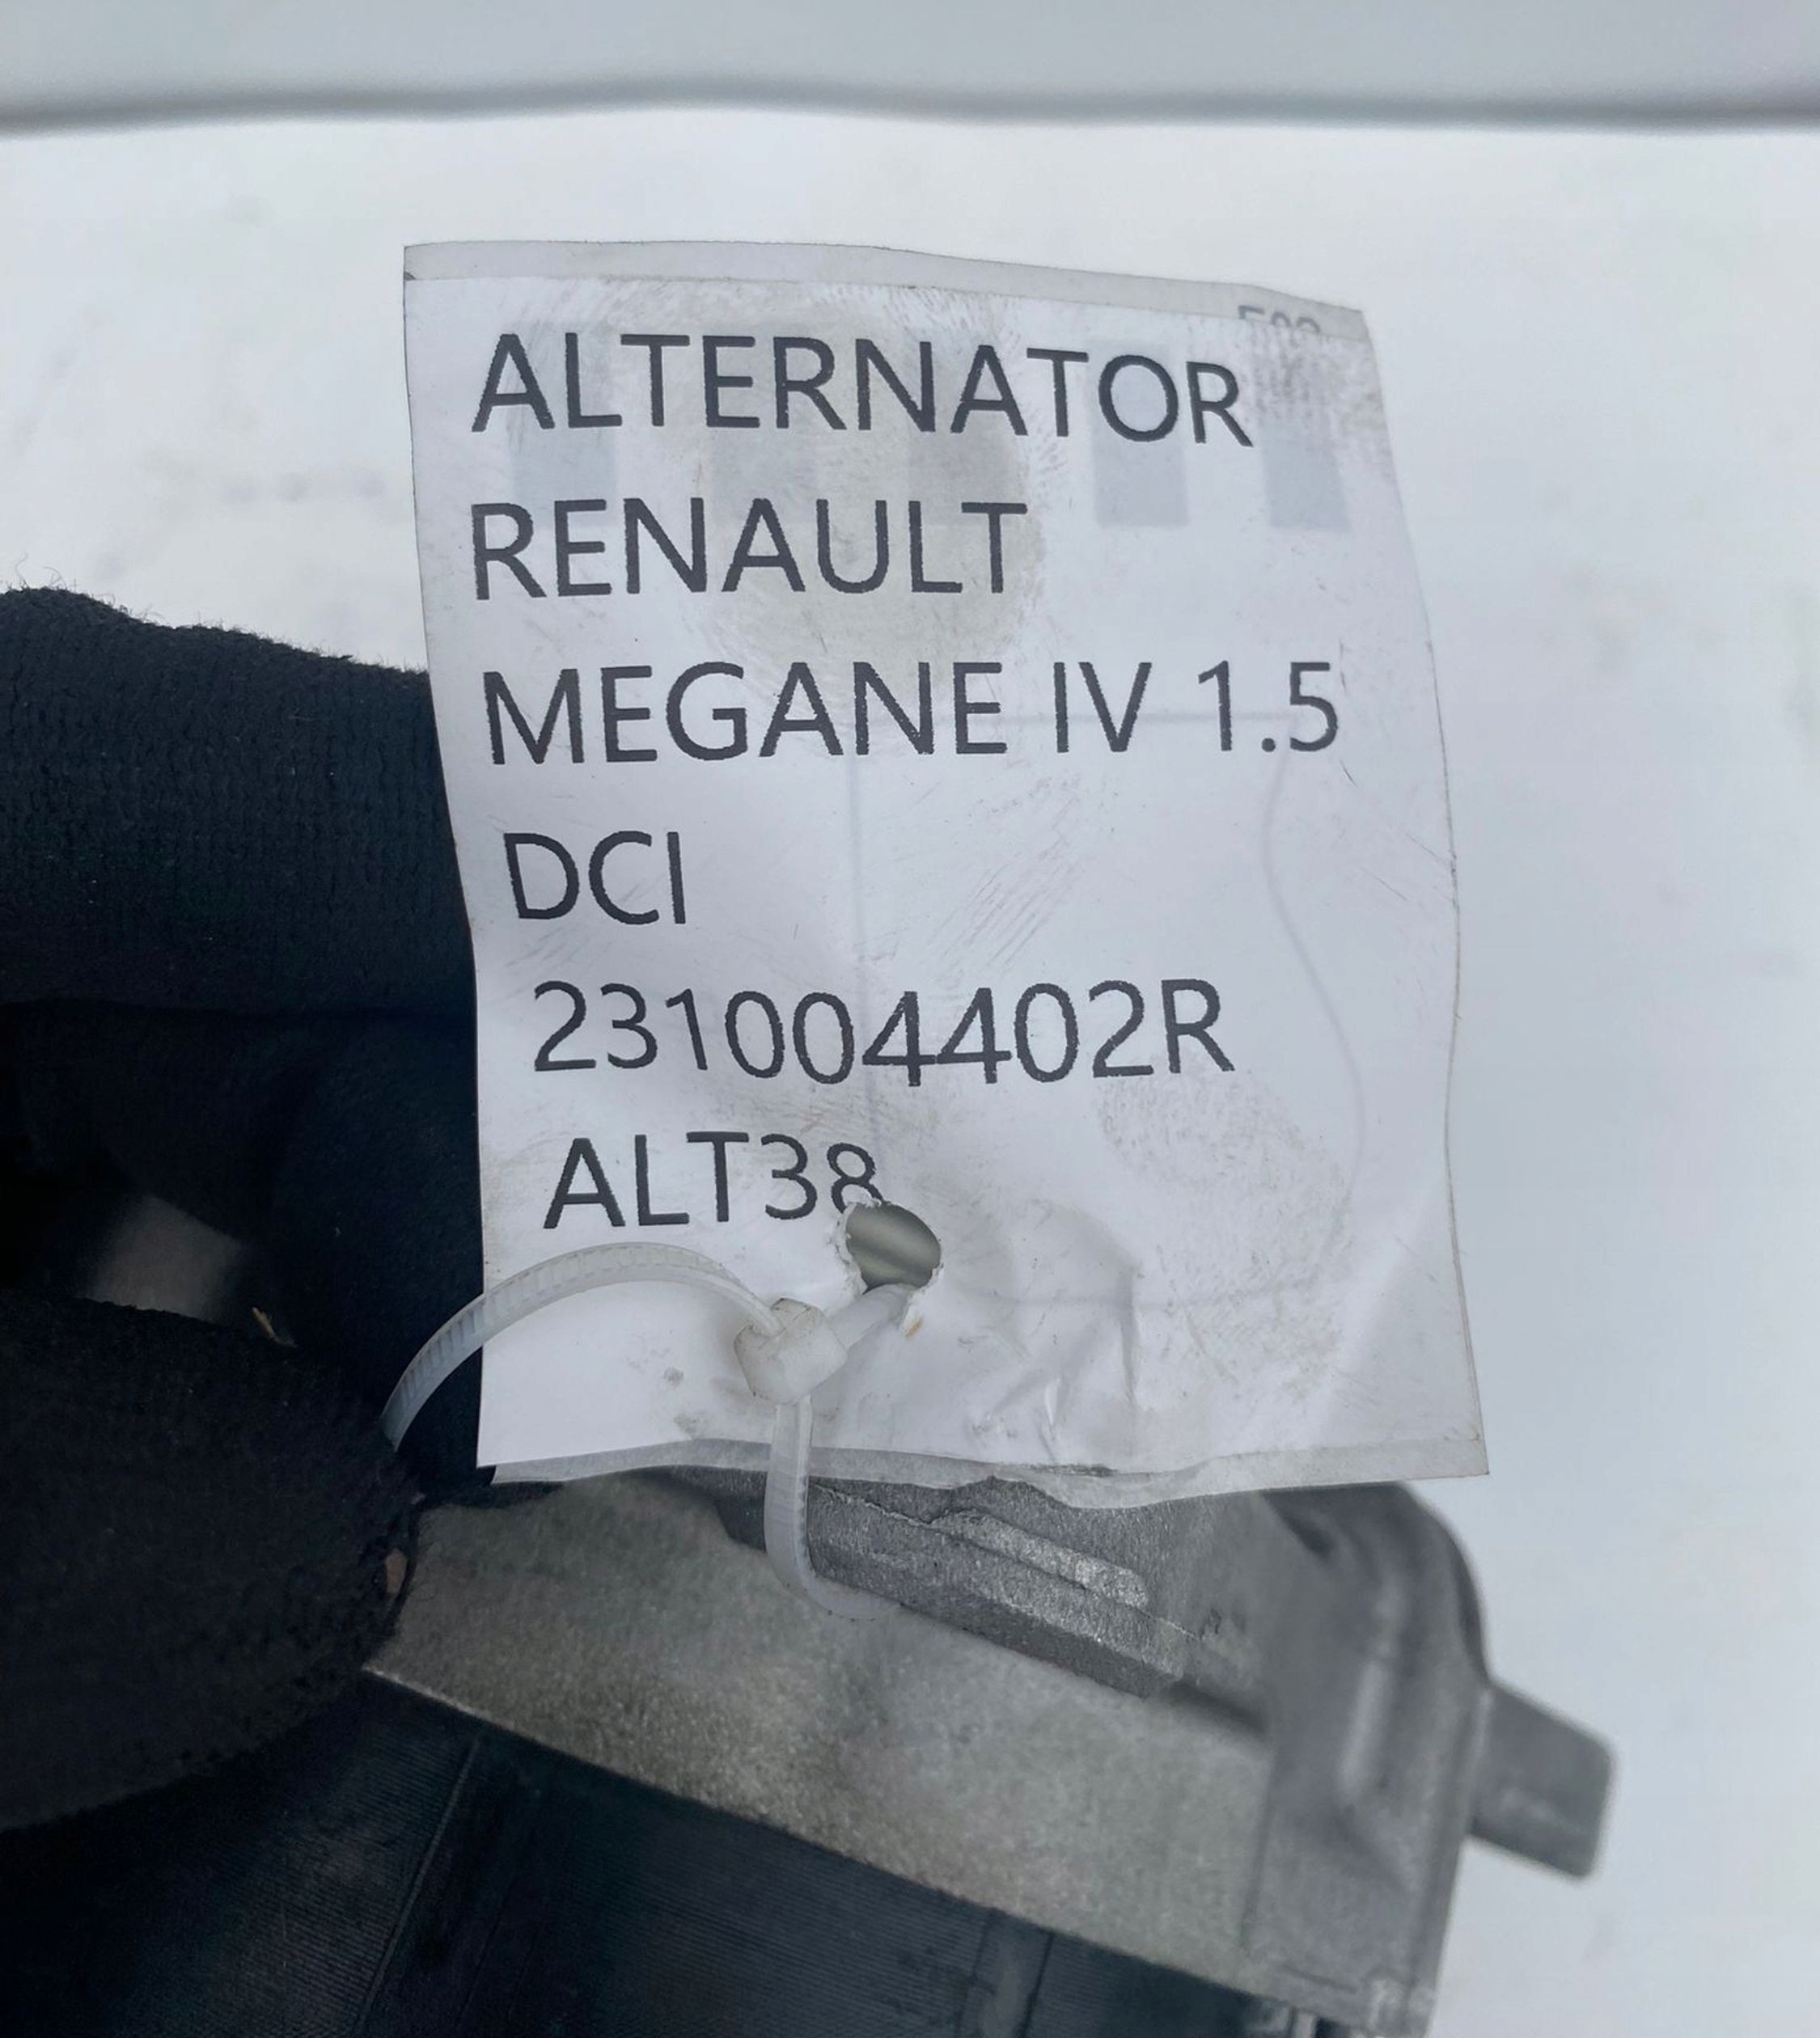 ALTERNATOR
RENAULT
MEGANE IV 1.5
DCI
231004402R
ALT38